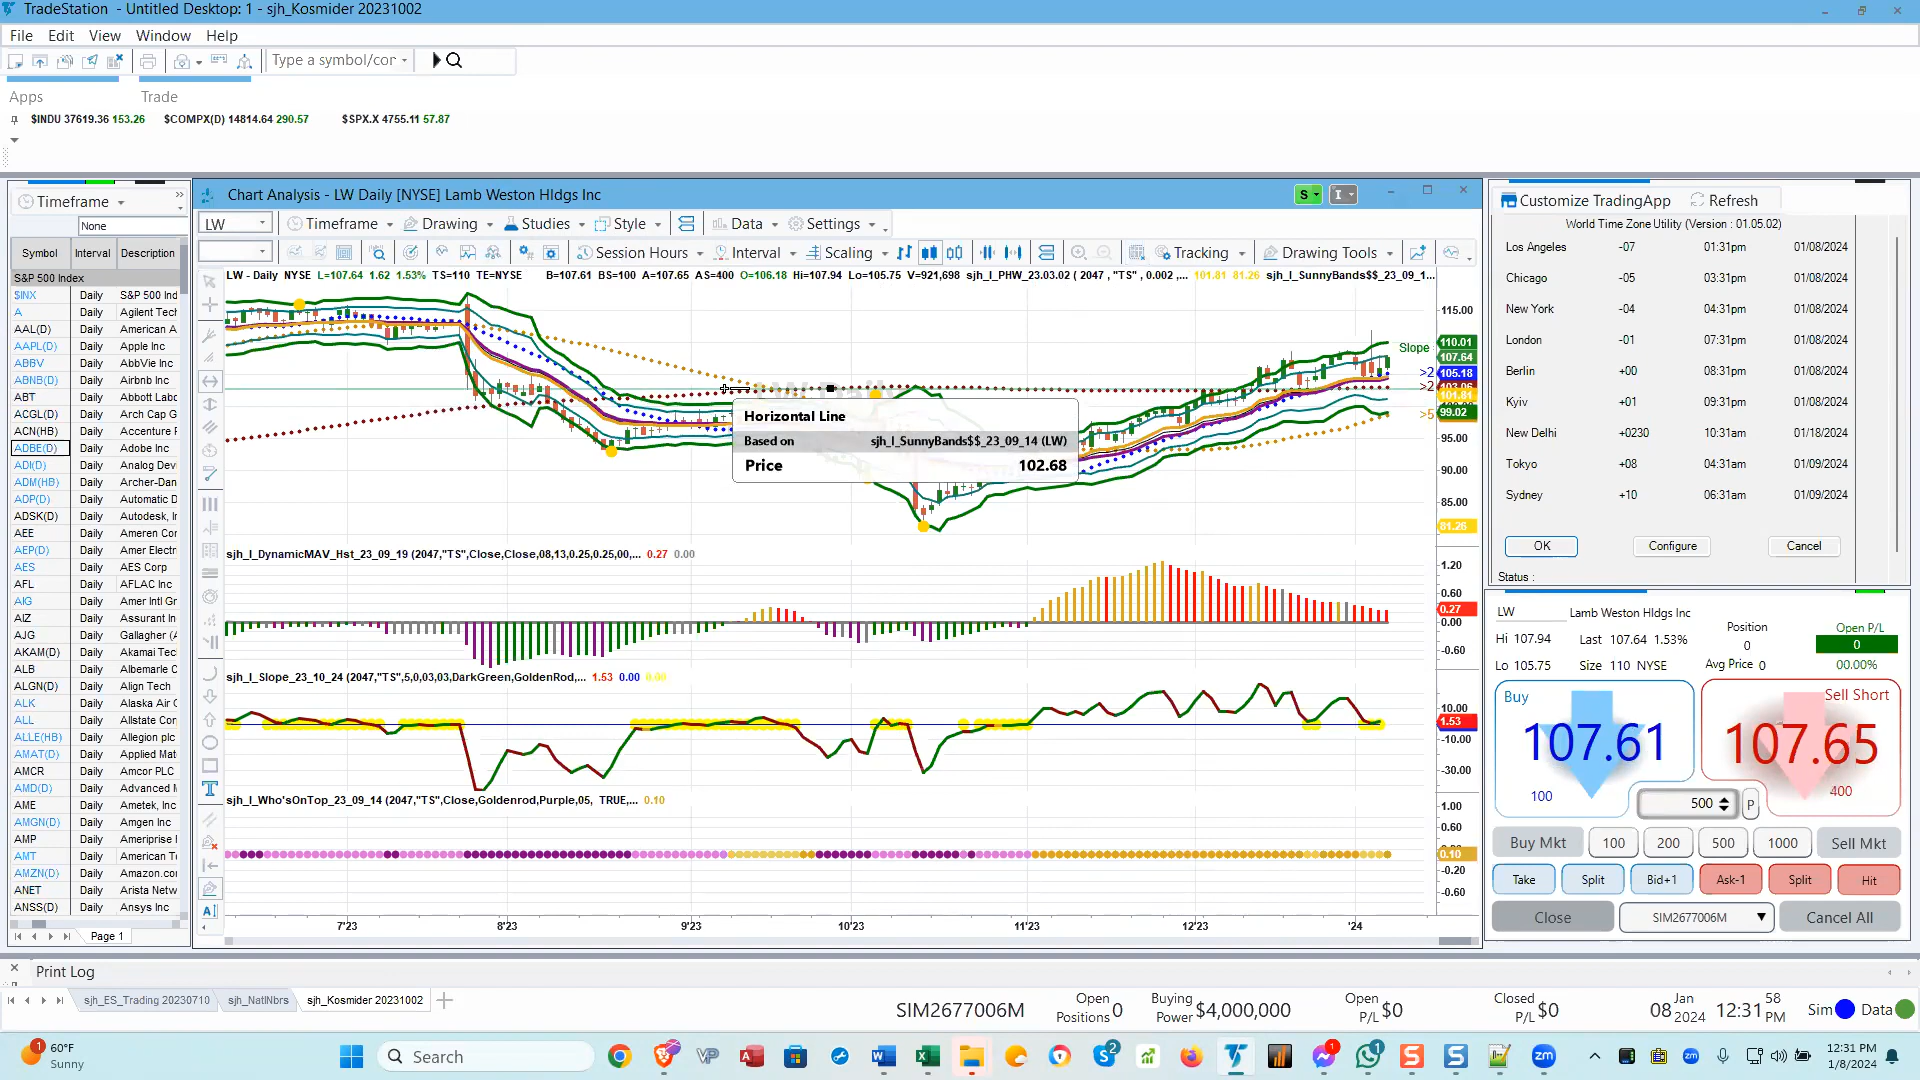 TradeStation - Untitled Desktop: 1 - sjh_Kosmider 20231002
File Edit View Window Help
Type a symbol/cor
Apps Trade
$INDU 37619.36 153.26 $COMPX(D) 14814.64 290.57 $SPX.X 4755.11 57.87
Timeframe
None
Symbol Interval Description
S&P 500 Index
$INX Daily S&P 500 Ind
A Daily Agilent Tech
AAL(D) Daily American A
AAPL(D) Daily Apple Inc
ABBV Daily AbbVie Inc
ABNB(D) Daily Airbnb Inc
ABT Daily Abbott Labo
ACGL(D) Daily Arch Cap G
ACN(HB) Daily Accenture F
ADBE(D) Daily Adobe Inc
ADI(D) Daily Analog Devi
ADM(HB) Daily Archer-Dan
ADP(D) Daily Automatic D
ADSK(D) Daily Autodesk, Ir
AEE Daily Ameren Cor
AEP(D) Daily Amer Electri
AES Daily AES Corp
AFL Daily AFLAC Inc
AIG Daily Amer Intl Gr
AIZ Daily Assurant In
AJG Daily Gallagher (A
AKAM(D) Daily Akamai Tech
ALB Daily Albemarle C
ALGN(D) Daily Align Tech
ALK Daily Alaska Air G
ALL Daily Allstate Cor
ALLE(HB) Daily Allegion plc
AMAT(D) Daily Applied Mat
AMCR Daily Amcor PLC
AMD(D) Daily Advanced M
AME Daily Ametek, Inc
AMGN(D) Daily Amgen Inc
AMP Daily Ameriprise F
AMT Daily American T
AMZN(D) Daily Amazon.cor
ANET Daily Arista Netw
ANSS(D) Daily Ansys Inc
Page 1
Chart Analysis - LW Daily [NYSE] Lamb Weston Hldgs Inc
S I
LW Timeframe Drawing Studies Style Data Settings
Session Hours Interval Scaling Tracking Drawing Tools
LW - Daily NYSE L=107.64 1.62 1.53% TS=110 TE=NYSE B=107.61 BS=100 A=107.65 AS=400 O=106.18 Hi=107.94 Lo=105.75 V=921,698 sjh_I_PHW_23.03.02 ( 2047 , "TS" , 0.002 ,... 101.81 81.26 sjh_I_SunnyBands$$_23_09_1...
115.00
110.01
Slope
107.64
>2 105.18
>2
101.81
>5 99.02
95.00
90.00
85.00
81.26
LW Daily
Horizontal Line
Based on sjh_I_SunnyBands$$_23_09_14 (LW)
Price 102.68
sjh_I_DynamicMAV_Hst_23_09_19 (2047,"TS",Close,Close,08,13,0.25,0.25,00,... 0.27 0.00
1.20
0.60
0.27
0.00
-0.60
sjh_I_Slope_23_10_24 (2047,"TS",5,0,03,03,DarkGreen,GoldenRod,... 1.53 0.00 0.00
10.00
1.53
-10.00
-30.00
sjh_I_Who'sOnTop_23_09_14 (2047,"TS",Close,Goldenrod,Purple,05, TRUE,... 0.10
1.00
0.60
0.10
-0.20
-0.60
7'23 8'23 9'23 10'23 11'23 12'23 '24
Customize TradingApp Refresh
World Time Zone Utility (Version : 01.05.02)
Los Angeles -07 01:31pm 01/08/2024
Chicago -05 03:31pm 01/08/2024
New York -04 04:31pm 01/08/2024
London -01 07:31pm 01/08/2024
Berlin +00 08:31pm 01/08/2024
Kyiv +01 09:31pm 01/08/2024
New Delhi +0230 10:31am 01/18/2024
Tokyo +08 04:31am 01/09/2024
Sydney +10 06:31am 01/09/2024
OK Configure Cancel
Status :
LW Lamb Weston Hldgs Inc
Hi 107.94 Last 107.64 1.53% Position 0 Open P/L 0
Lo 105.75 Size 110 NYSE Avg Price 0 00.00%
Buy Sell Short
107.61 107.65
100 400
500 P
Buy Mkt 100 200 500 1000 Sell Mkt
Take Split Bid+1 Ask-1 Split Hit
Close SIM2677006M Cancel All
Print Log
sjh_ES_Trading 20230710 sjh_NatlNbrs sjh_Kosmider 20231002
SIM2677006M Open Positions 0 Buying Power $4,000,000 Open P/L $0 Closed P/L $0 08 Jan 2024 12:31 58 PM Sim Data
1 60°F
Sunny
Search
VP
2
1
1
zm
zm
12:31 PM
1/8/2024